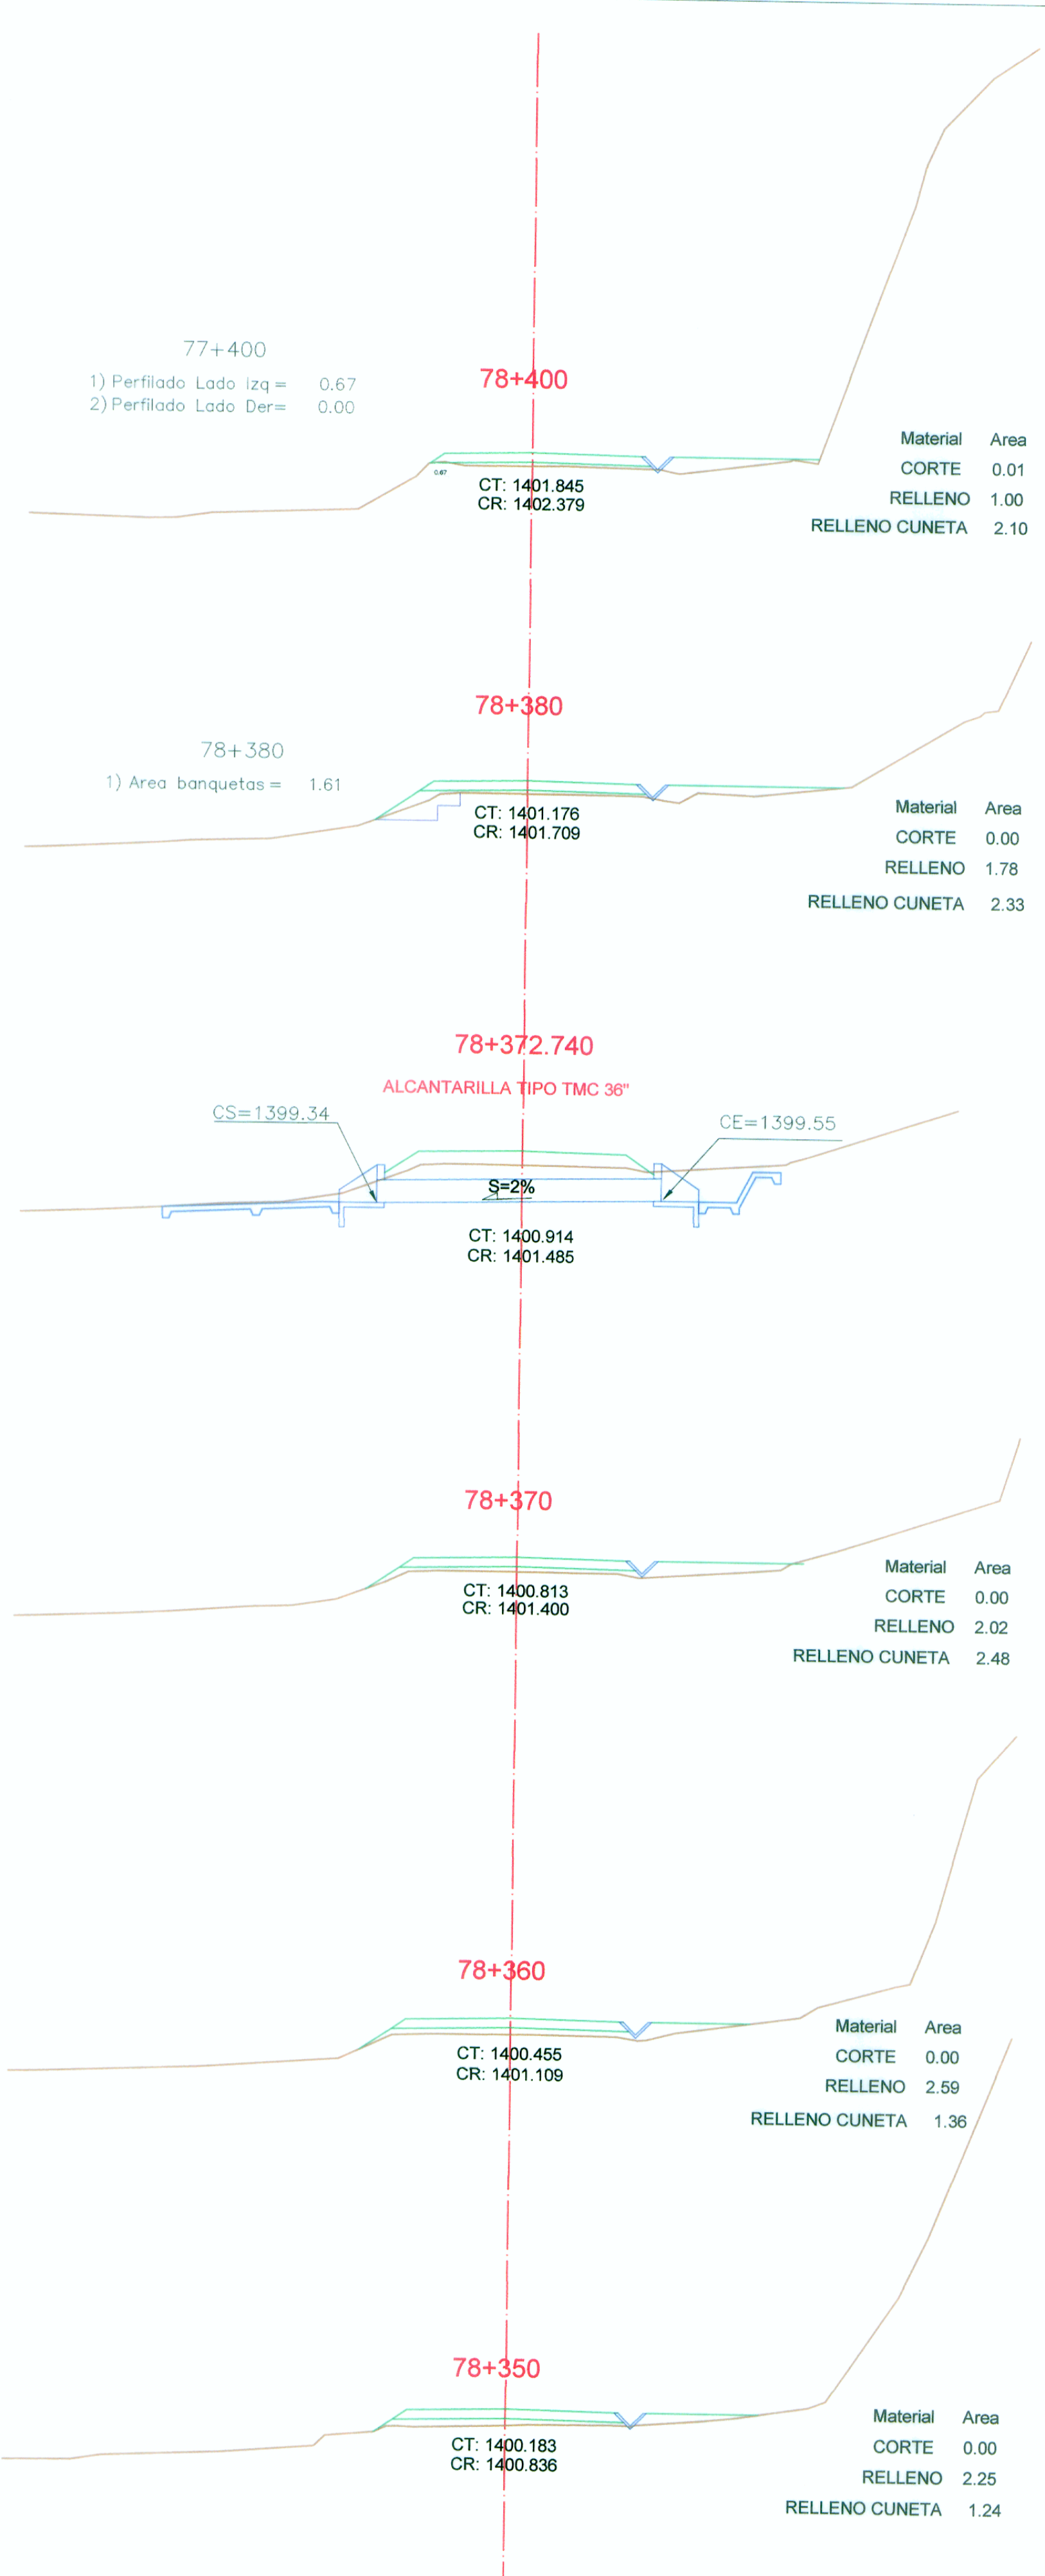 77+400
1) Perfilado Lado izq = 0.67
2) Perfilado Lado Der= 0.00
78+400
0.67
CT: 1401.845
CR: 1402.379
Material Area
CORTE 0.01
RELLENO 1.00
RELLENO CUNETA 2.10
78+380
78+380
1) Area banquetas = 1.61
CT: 1401.176
CR: 1401.709
Material Area
CORTE 0.00
RELLENO 1.78
RELLENO CUNETA 2.33
78+372.740
ALCANTARILLA TIPO TMC 36"
CS=1399.34
CE=1399.55
S=2%
CT: 1400.914
CR: 1401.485
78+370
CT: 1400.813
CR: 1401.400
Material Area
CORTE 0.00
RELLENO 2.02
RELLENO CUNETA 2.48
78+360
CT: 1400.455
CR: 1401.109
Material Area
CORTE 0.00
RELLENO 2.59
RELLENO CUNETA 1.36
78+350
CT: 1400.183
CR: 1400.836
Material Area
CORTE 0.00
RELLENO 2.25
RELLENO CUNETA 1.24